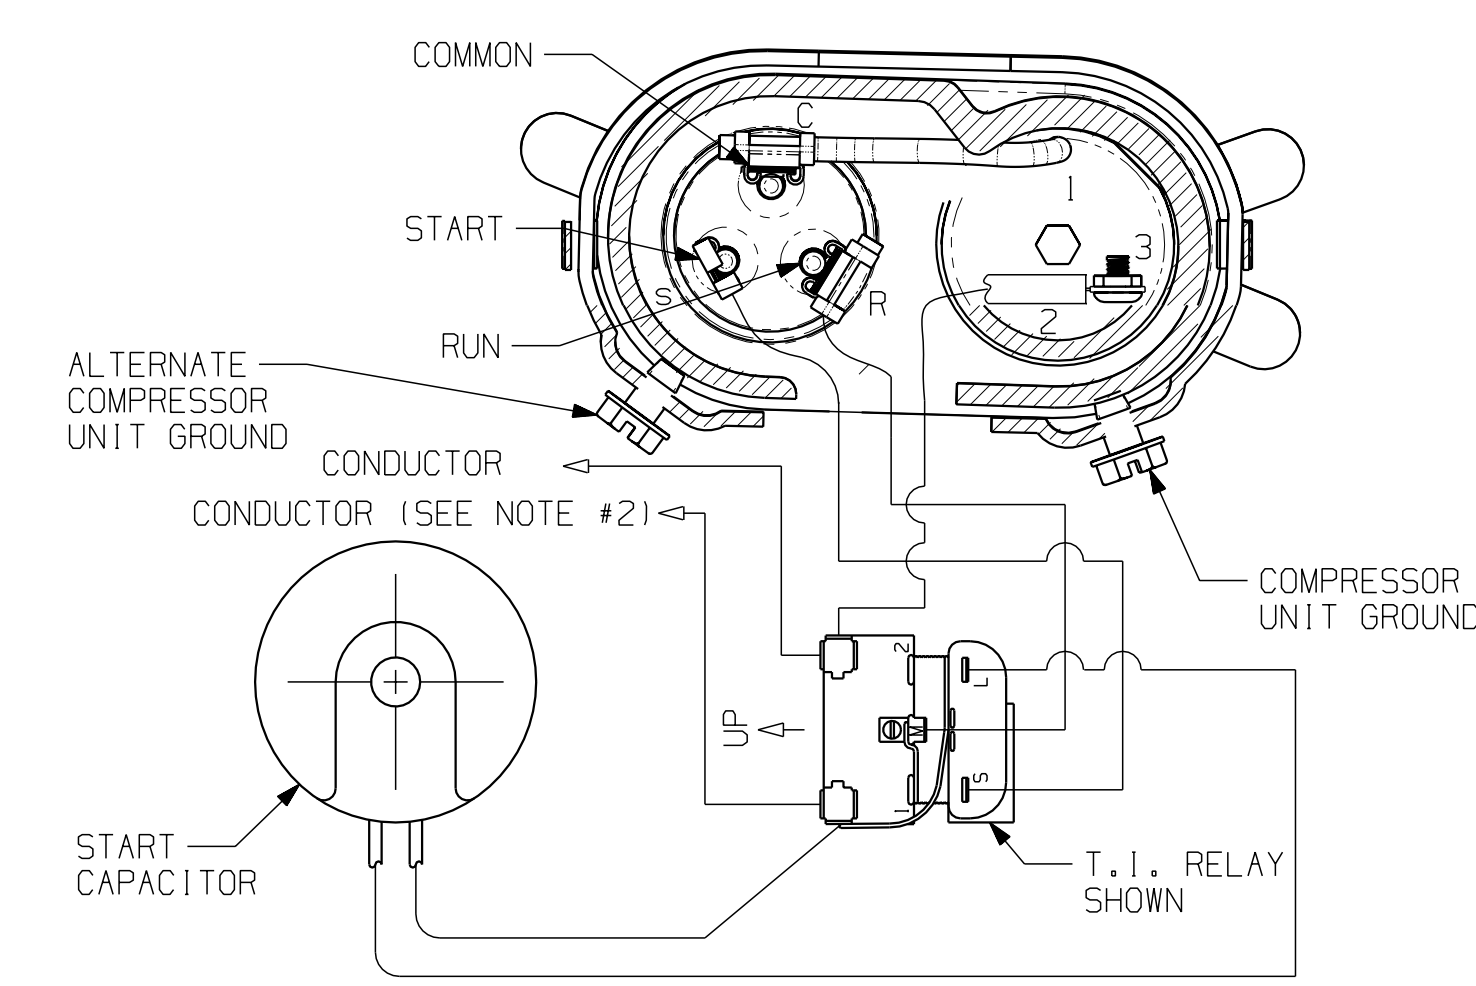 COMMON
C
START
1
3
S
R
2
RUN
ALTERNATE
COMPRESSOR
UNIT GROUND
CONDUCTOR
CONDUCTOR (SEE NOTE #2)
COMPRESSOR
UNIT GROUND
2
L
UP
M
S
1
START
CAPACITOR
T.I. RELAY
SHOWN